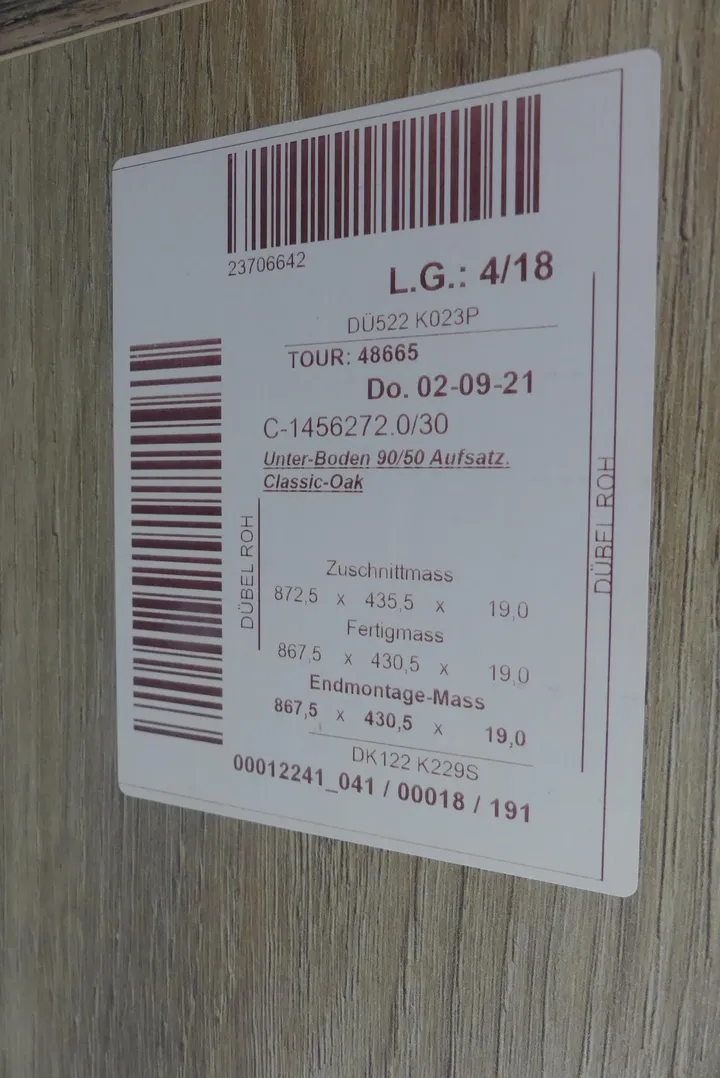 23706642
L.G.: 4/18
DÜ522 K023P
TOUR: 48665
Do. 02-09-21
C-1456272.0/30
Unter-Boden 90/50 Aufsatz.
Classic-Oak
DÜBEL ROH
DÜBEL ROH
Zuschnittmass
872,5 x 435,5 x 19,0
Fertigmass
867,5 x 430,5 x 19,0
Endmontage-Mass
867,5 x 430,5 x 19,0
DK122 K229S
00012241_041 / 00018 / 191